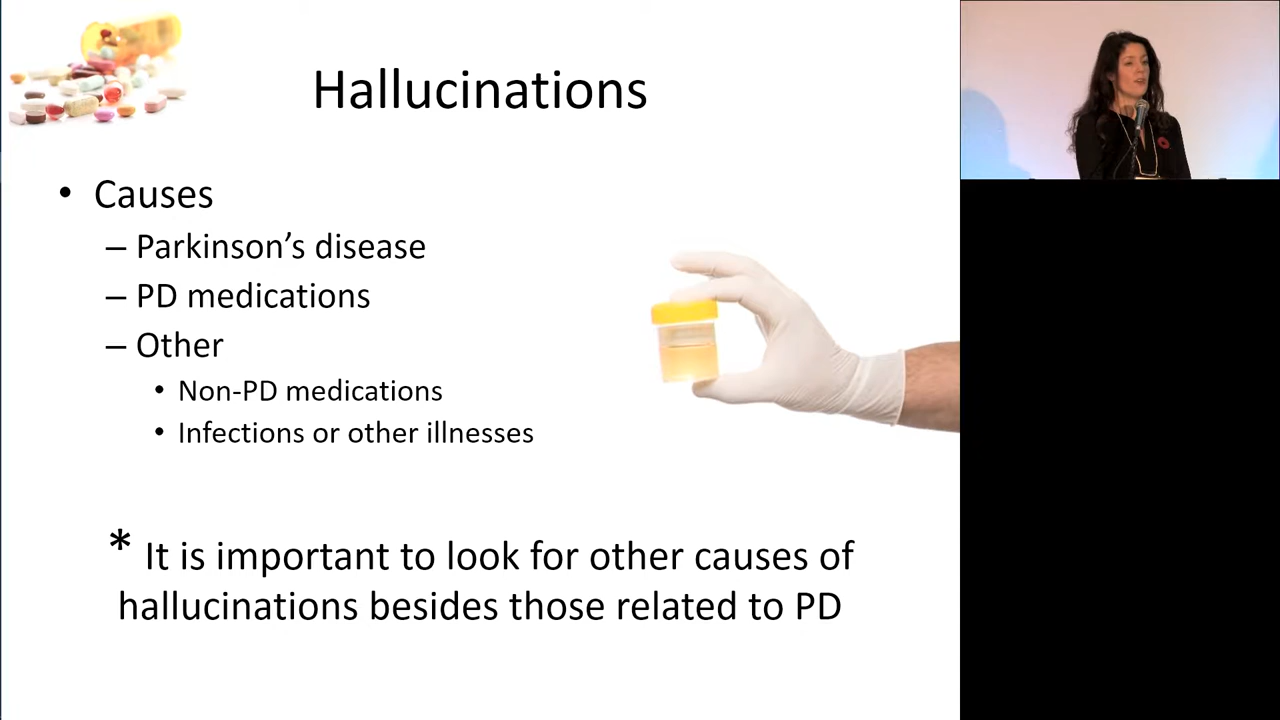 Hallucinations
• Causes
– Parkinson’s disease
– PD medications
– Other
• Non-PD medications
• Infections or other illnesses
* It is important to look for other causes of
hallucinations besides those related to PD